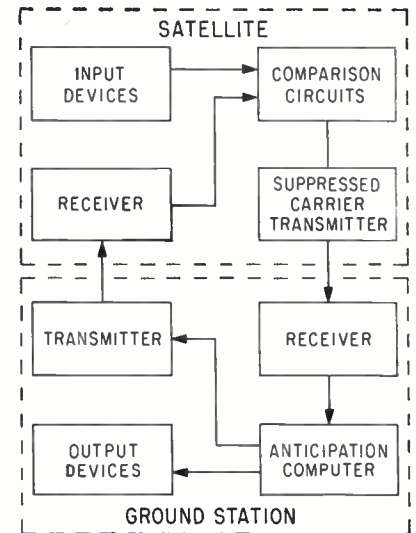 SATELLITE
INPUT
DEVICES
COMPARISON
CIRCUITS
RECEIVER
SUPPRESSED
CARRIER
TRANSMITTER
TRANSMITTER
RECEIVER
OUTPUT
DEVICES
ANTICIPATION
COMPUTER
GROUND STATION